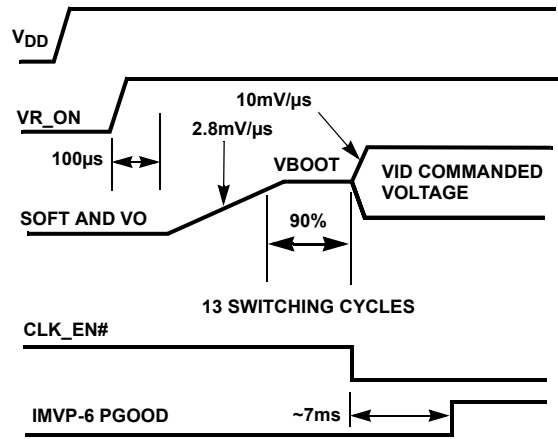 VDD
VR_ON
10mV/µs
2.8mV/µs
100µs
VBOOT
VID COMMANDED
VOLTAGE
SOFT AND VO
90%
13 SWITCHING CYCLES
CLK_EN#
IMVP-6 PGOOD
~7ms